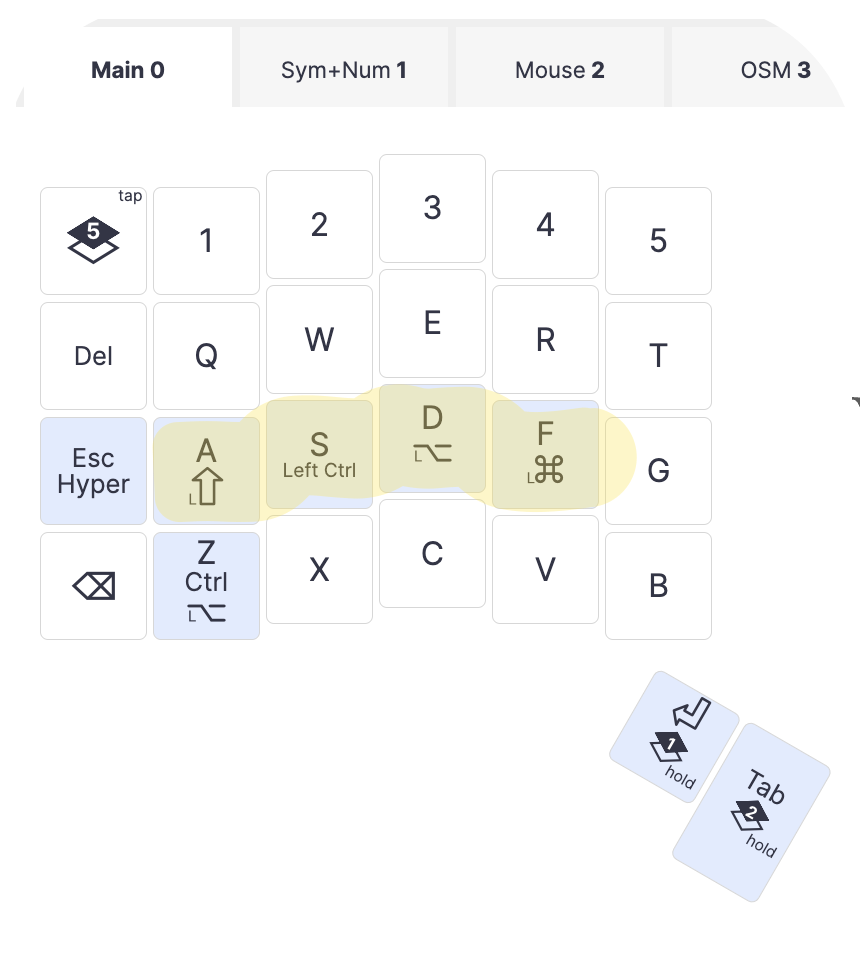 Main 0
Sym+Num 1
Mouse 2
OSM 3
5
tap
1
2
3
4
5
Del
Q
W
E
R
T
Esc
Hyper
A
L
S
Left Ctrl
D
L
F
L⌘
G
⌫
Z
Ctrl
L⌥
X
C
V
B
1
hold
Tab
2
hold